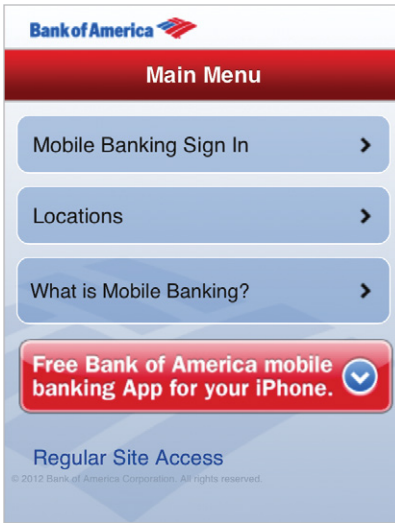 Bank of America
Main Menu
Mobile Banking Sign In
Locations
What is Mobile Banking?
Free Bank of America mobile
banking App for your iPhone.
Regular Site Access
© 2012 Bank of America Corporation. All rights reserved.